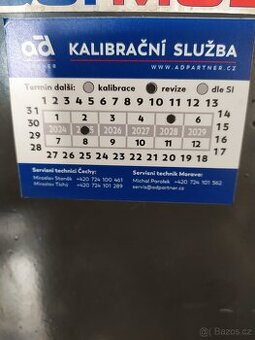 ad
PARTNER
KALIBRAČNÍ SLUŽBA
WWW.ADPARTNER.CZ
Termín další: kalibrace revize dle SI
1 2 3 4 5 6 7 8 9 10 11 12 13
31 1 2 3 4 6 14
30 2024 2026 2027 2028 2029 15
29 7 8 9 10 11 12 16
28 17
27 26 25 24 23 22 21 20 19 18
Servisní technici Čechy:
Miroslav Staněk +420 724 100 461
Miroslav Tichý +420 724 101 289
Servisní technik Morava:
Michal Porotek +420 724 101 562
servis@adpartner.cz
Bazoš.cz